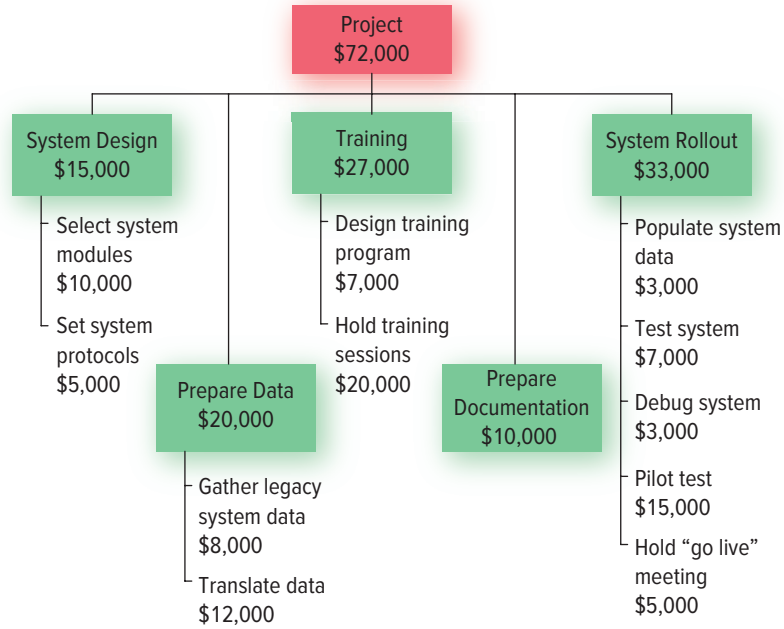 Project
$72,000
System Design
$15,000
Select system
modules
$10,000
Set system
protocols
$5,000
Prepare Data
$20,000
Gather legacy
system data
$8,000
Translate data
$12,000
Training
$27,000
Design training
program
$7,000
Hold training
sessions
$20,000
Prepare
Documentation
$10,000
System Rollout
$33,000
Populate system
data
$3,000
Test system
$7,000
Debug system
$3,000
Pilot test
$15,000
Hold “go live”
meeting
$5,000